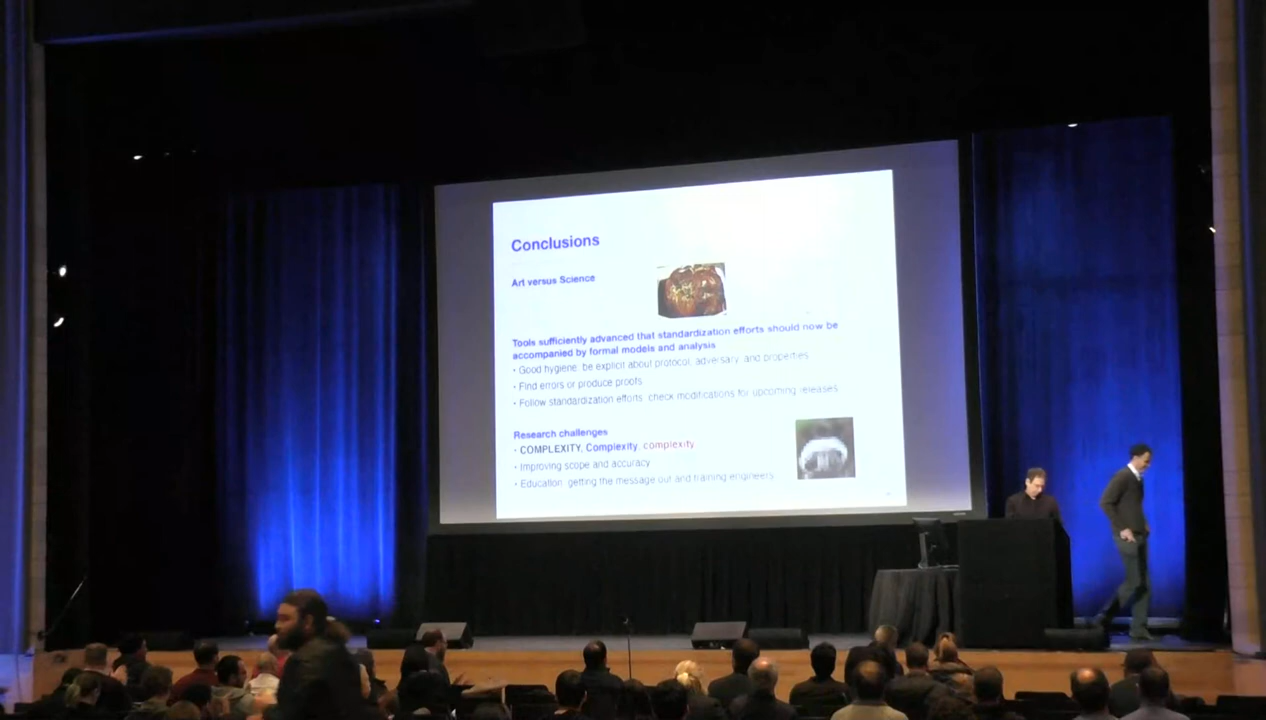 Conclusions
Art versus Science
Tools sufficiently advanced that standardization efforts should now be
accompanied by formal models and analysis
• Good hygiene: be explicit about protocol, adversary, and properties
• Find errors or produce proofs
• Follow standardization efforts: check modifications for upcoming releases
Research challenges
• COMPLEXITY, Complexity, complexity
• Improving scope and accuracy
• Education: getting the message out and training engineers